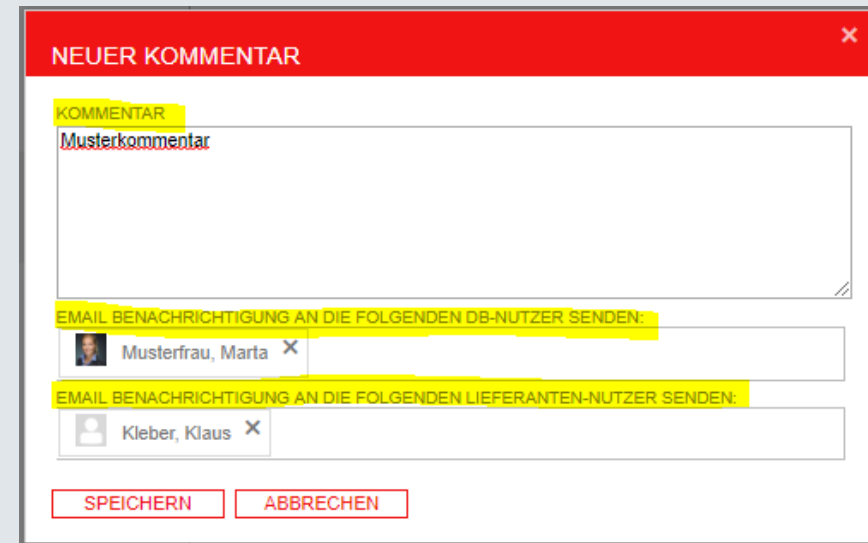 NEUER KOMMENTAR
KOMMENTAR
Musterkommentar
EMAIL BENACHRICHTIGUNG AN DIE FOLGENDEN DB-NUTZER SENDEN:
Musterfrau, Marta ×
EMAIL BENACHRICHTIGUNG AN DIE FOLGENDEN LIEFERANTEN-NUTZER SENDEN:
Kleber, Klaus ×
SPEICHERN ABBRECHEN